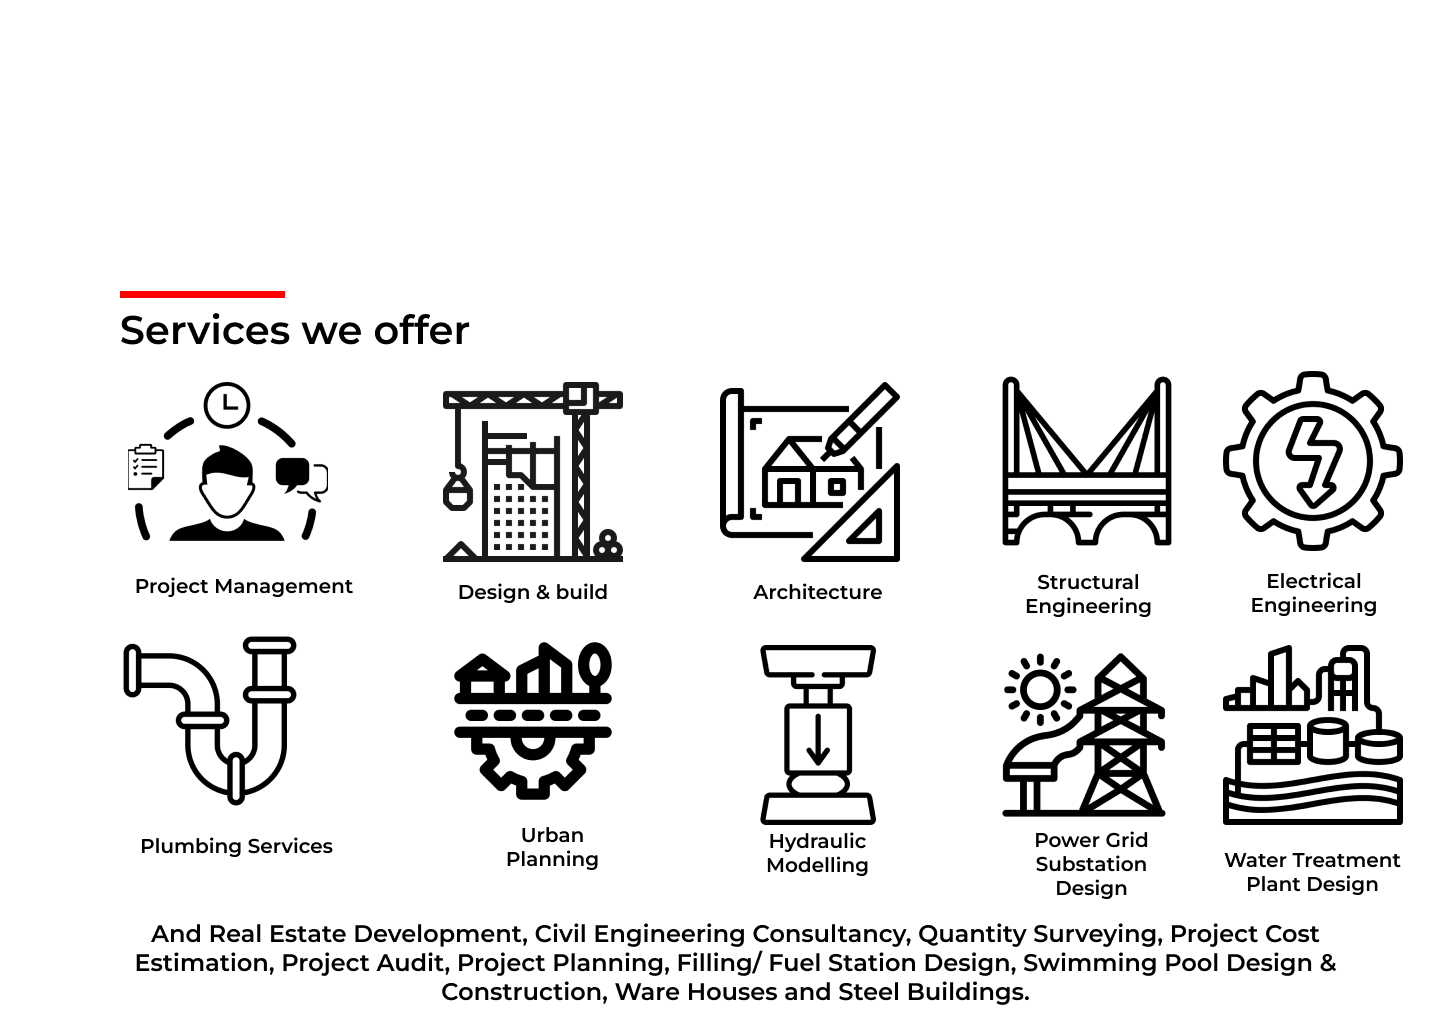 Services we offer
Project Management
Design & build
Architecture
Structural
Engineering
Electrical
Engineering
Plumbing Services
Urban
Planning
Hydraulic
Modelling
Power Grid
Substation
Design
Water Treatment
Plant Design
And Real Estate Development, Civil Engineering Consultancy, Quantity Surveying, Project Cost
Estimation, Project Audit, Project Planning, Filling/ Fuel Station Design, Swimming Pool Design &
Construction, Ware Houses and Steel Buildings.